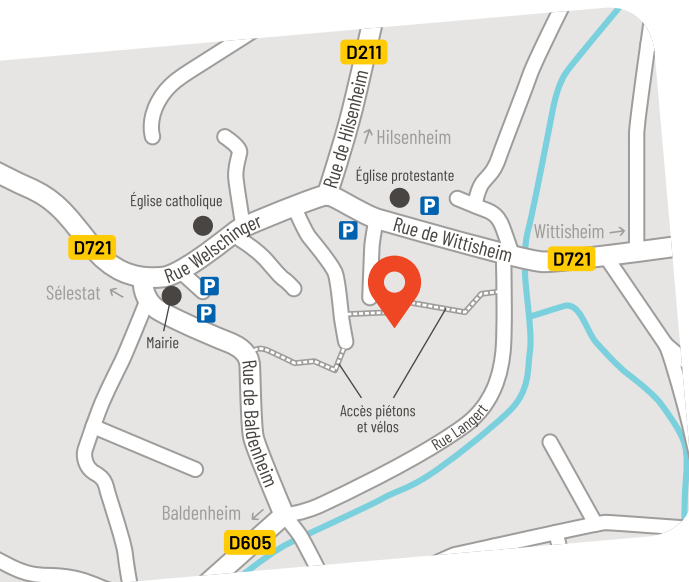 D211
Rue de Hilsenheim
Hilsenheim
Église protestante
Église catholique
P
P
Rue de Wittisheim
Wittisheim
D721
D721
Rue Welschinger
Sélestat
P
P
Mairie
Accès piétons
et vélos
Rue de Baldenheim
Rue Langert
Baldenheim
D605